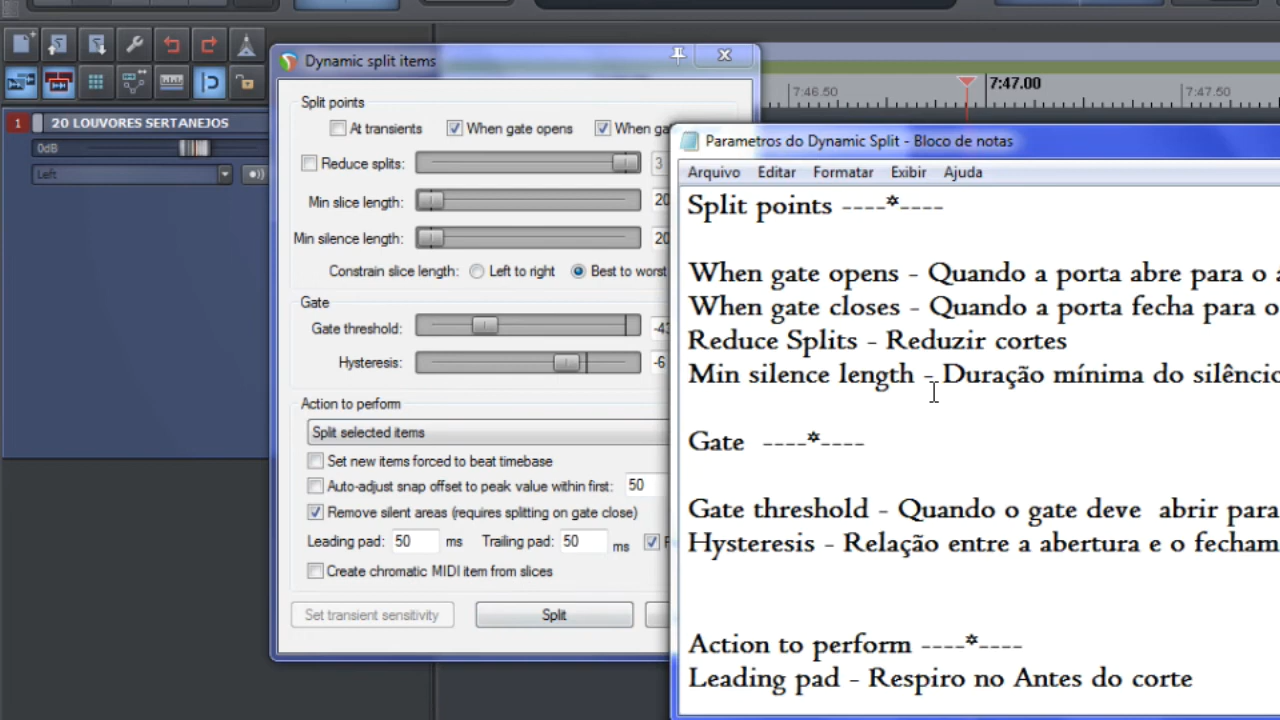 Dynamic split items
7:46.50
7:47.00
7:47.50
1 20 LOUVORES SERTANEJOS
0dB
Left
Split points
At transients When gate opens When ga
Reduce splits: 3
Min slice length: 20
Min silence length: 20
Constrain slice length: Left to right Best to worst
Gate
Gate threshold: -43
Hysteresis: -6
Action to perform
Split selected items
Set new items forced to beat timebase
Auto-adjust snap offset to peak value within first: 50
Remove silent areas (requires splitting on gate close)
Leading pad: 50 ms Trailing pad: 50 ms
Create chromatic MIDI item from slices
Set transient sensitivity Split
Parametros do Dynamic Split - Bloco de notas
Arquivo Editar Formatar Exibir Ajuda
Split points ----*----
When gate opens - Quando a porta abre para o
When gate closes - Quando a porta fecha para o
Reduce Splits - Reduzir cortes
Min silence length - Duração mínima do silêncio
Gate ----*----
Gate threshold - Quando o gate deve abrir para
Hysteresis - Relação entre a abertura e o fecham
Action to perform ----*----
Leading pad - Respiro no Antes do corte